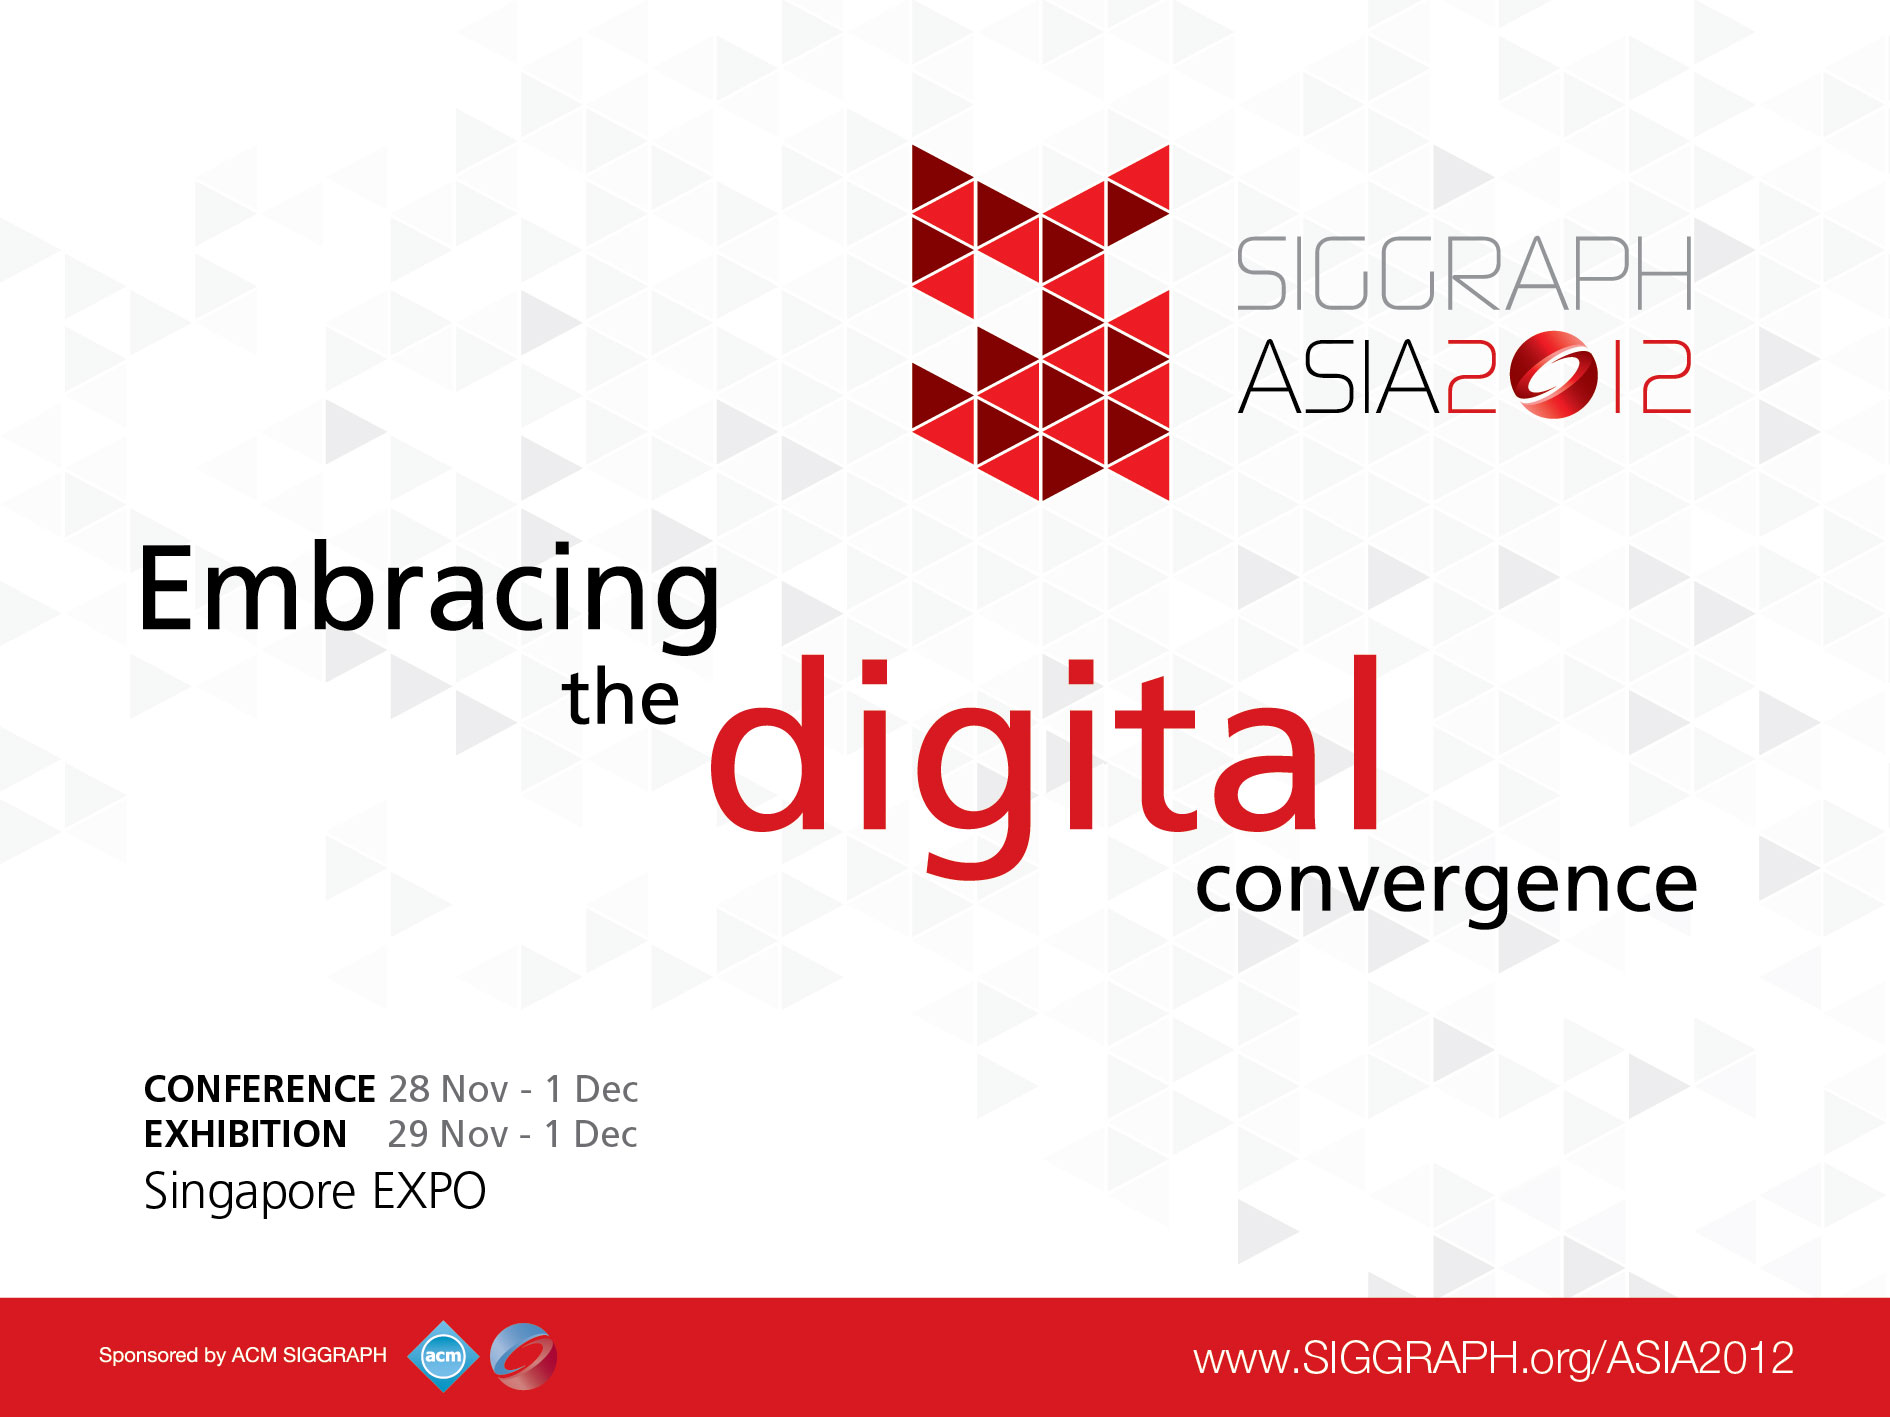 SIGGRAPH
ASIA2012
Embracing
the digital
convergence
CONFERENCE 28 Nov - 1 Dec
EXHIBITION 29 Nov - 1 Dec
Singapore EXPO
Sponsored by ACM SIGGRAPH acm
www.SIGGRAPH.org/ASIA2012